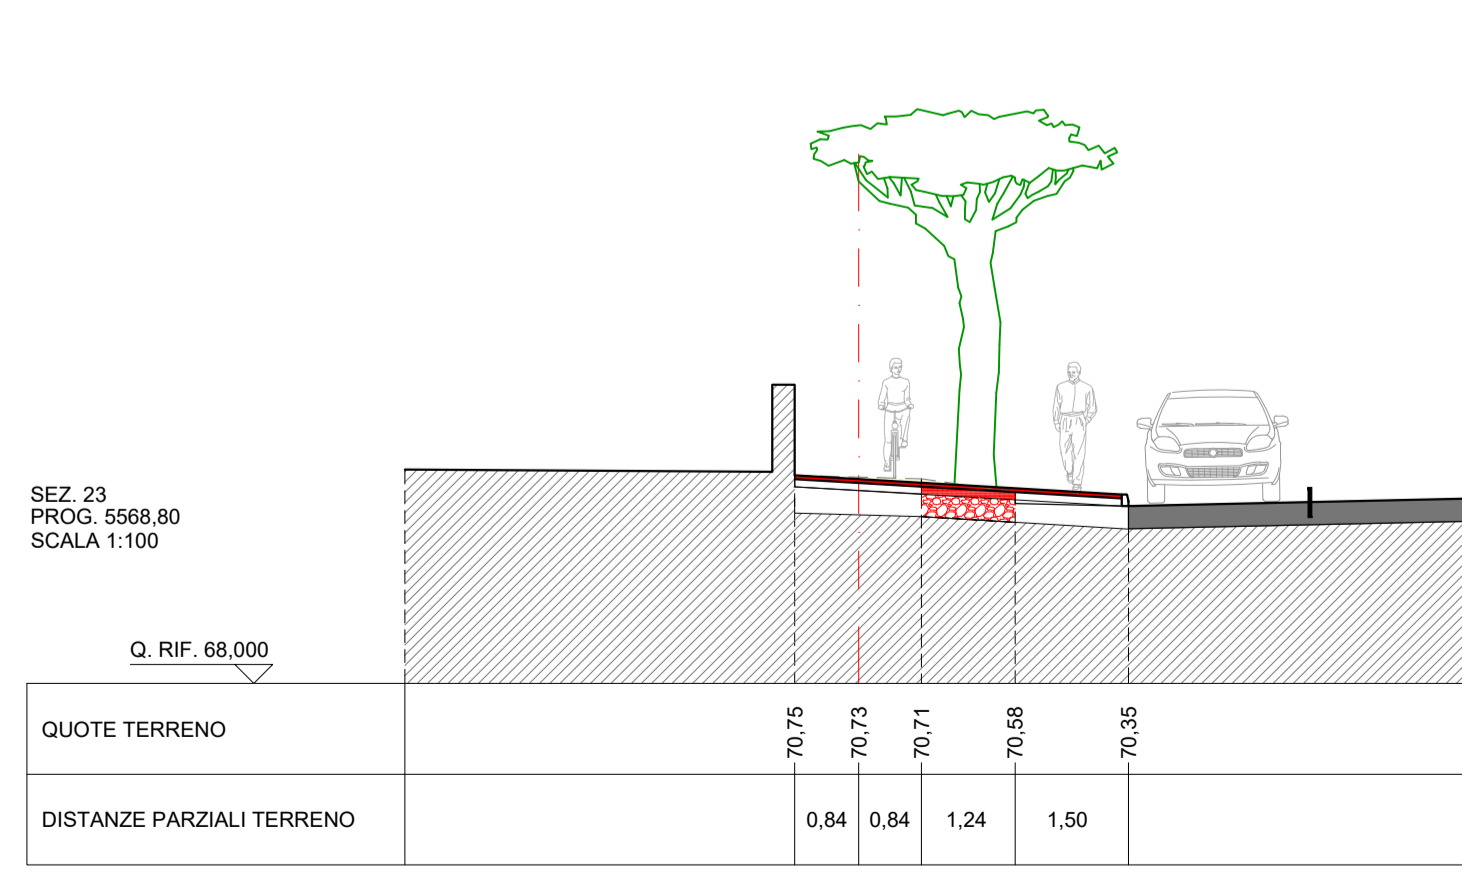 SEZ. 23
PROG. 5568,80
SCALA 1:100
Q. RIF. 68,000
QUOTE TERRENO
70,75 70,73 70,71 70,58 70,35
DISTANZE PARZIALI TERRENO
0,84 0,84 1,24 1,50